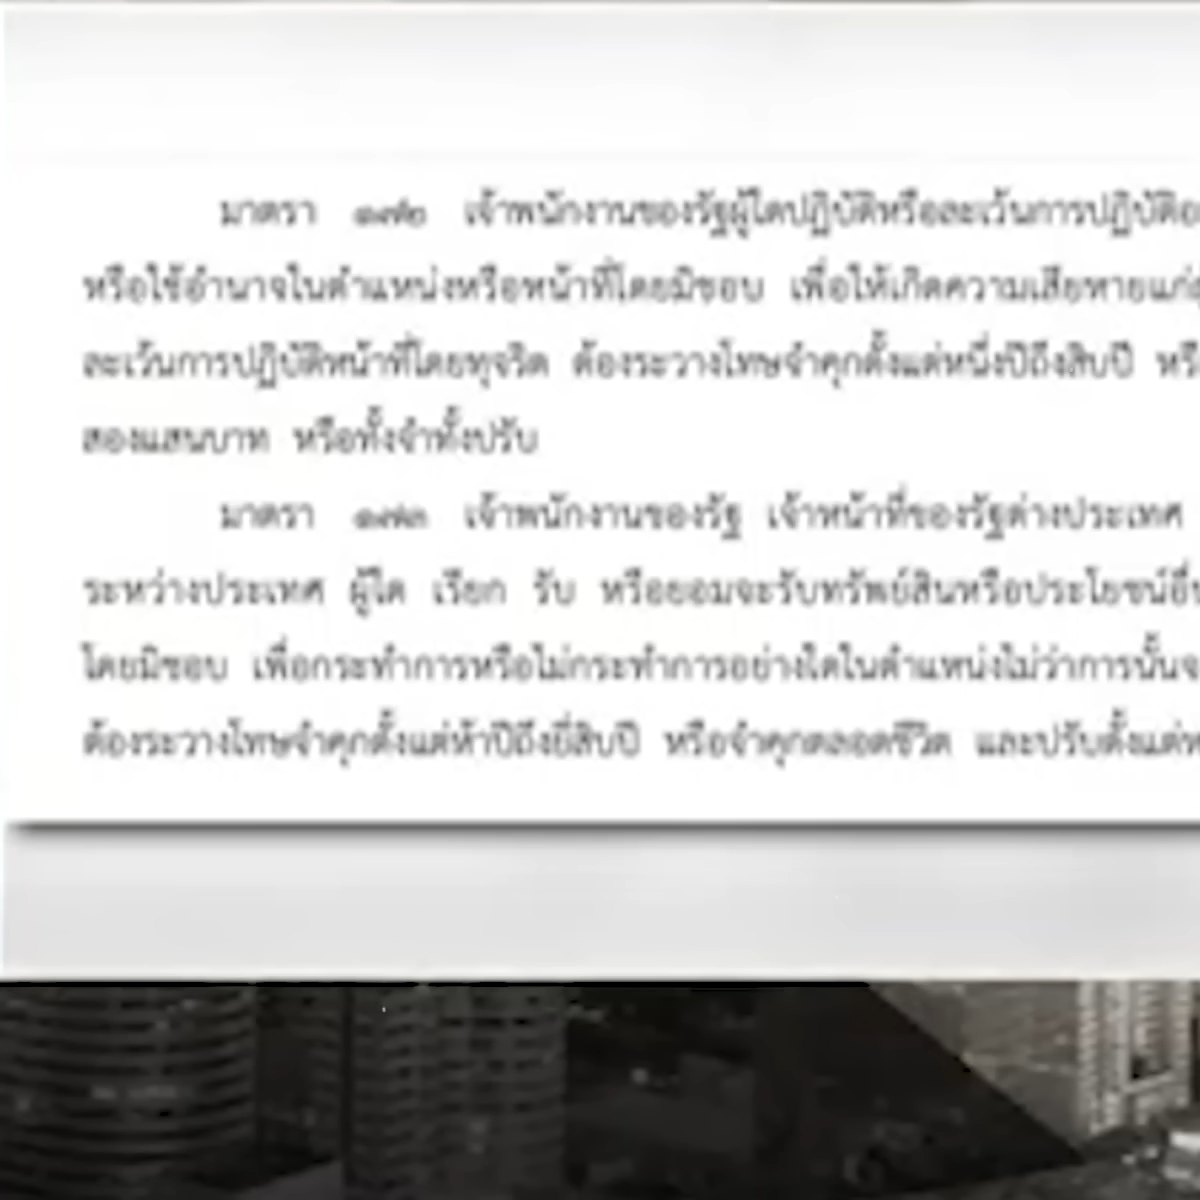 มาตรา ๑๗๒ เจ้าพนักงานของรัฐผู้ใดปฏิบัติหรือละเว้นการปฏิบัติ
หรือใช้อำนาจในตำแหน่งหรือหน้าที่โดยมิชอบ เพื่อให้เกิดความเสียหายแก่
ละเว้นการปฏิบัติหน้าที่โดยทุจริต ต้องระวางโทษจำคุกตั้งแต่หนึ่งปีถึงสิบปี
สองแสนบาท หรือทั้งจำทั้งปรับ
มาตรา ๑๗๓ เจ้าพนักงานของรัฐ เจ้าหน้าที่ของรัฐต่างประเทศ
ระหว่างประเทศ ผู้ใด เรียก รับ หรือยอมจะรับทรัพย์สินหรือประโยชน์
โดยมิชอบ เพื่อกระทำการหรือไม่กระทำการอย่างใดในตำแหน่งไม่ว่าการนั้น
ต้องระวางโทษจำคุกตั้งแต่ห้าปีถึงยี่สิบปี หรือจำคุกตลอดชีวิต และปรับตั้งแต่